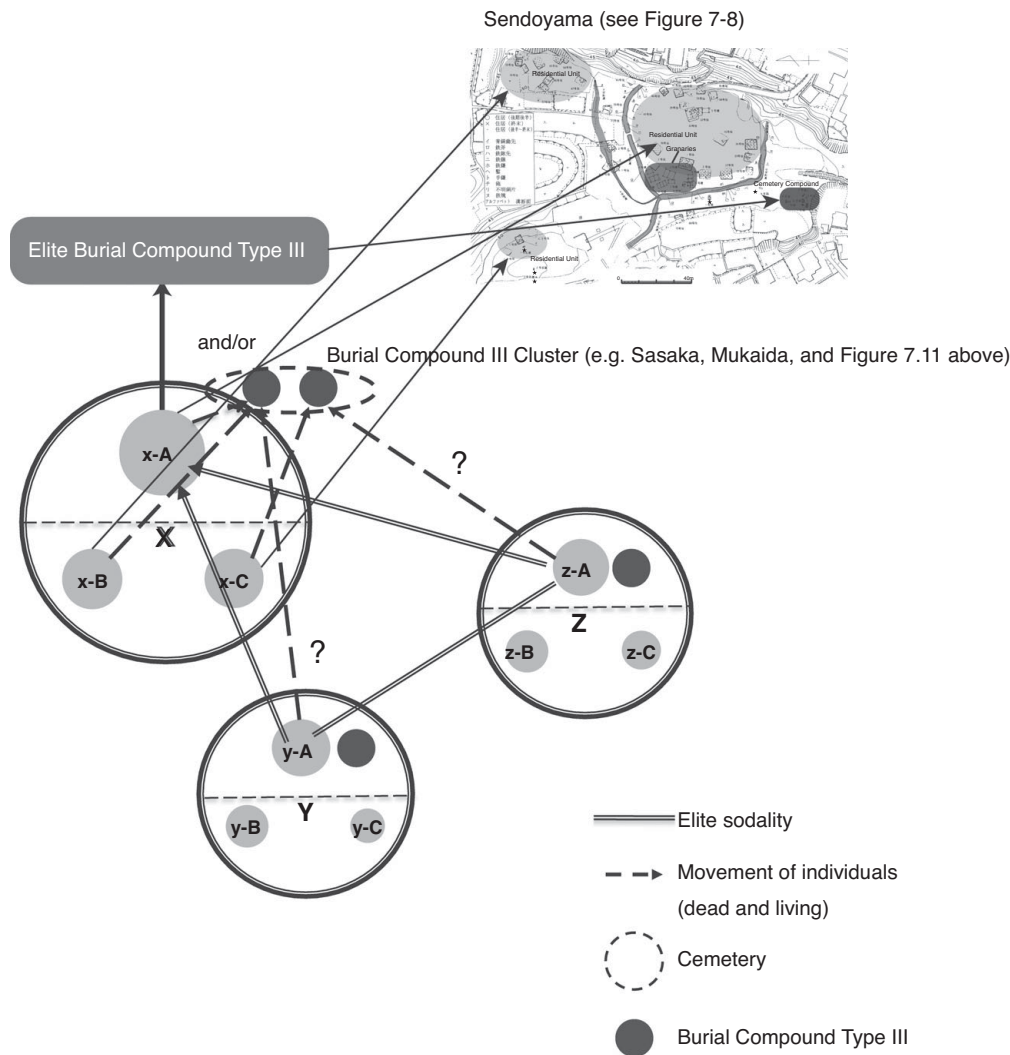 Sendoyama (see Figure 7-8)
Residential Unit
Residential Unit
Granaries
Cemetery Compound
Residential Unit
0
40m
Elite Burial Compound Type III
and/or
Burial Compound III Cluster (e.g. Sasaka, Mukaida, and Figure 7.11 above)
x-A
X
x-B
x-C
?
z-A
Z
z-B
z-C
?
y-A
Y
y-B
y-C
Elite sodality
Movement of individuals
(dead and living)
Cemetery
Burial Compound Type III